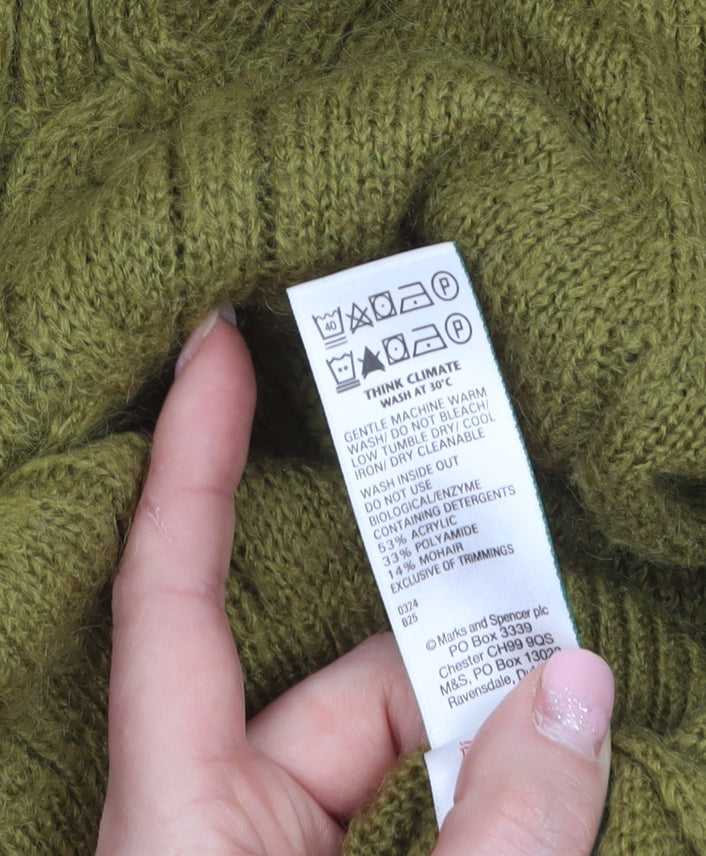 40 P
P
THINK CLIMATE
WASH AT 30°C
GENTLE MACHINE WARM
WASH/ DO NOT BLEACH/
LOW TUMBLE DRY/ COOL
IRON/ DRY CLEANABLE
WASH INSIDE OUT
DO NOT USE
BIOLOGICAL/ENZYME
CONTAINING DETERGENTS
53% ACRYLIC
33% POLYAMIDE
14% MOHAIR
EXCLUSIVE OF TRIMMINGS
0324
B25
© Marks and Spencer plc
PO Box 3339
Chester CH99 9QS
M&S, PO Box
Ravensdale,